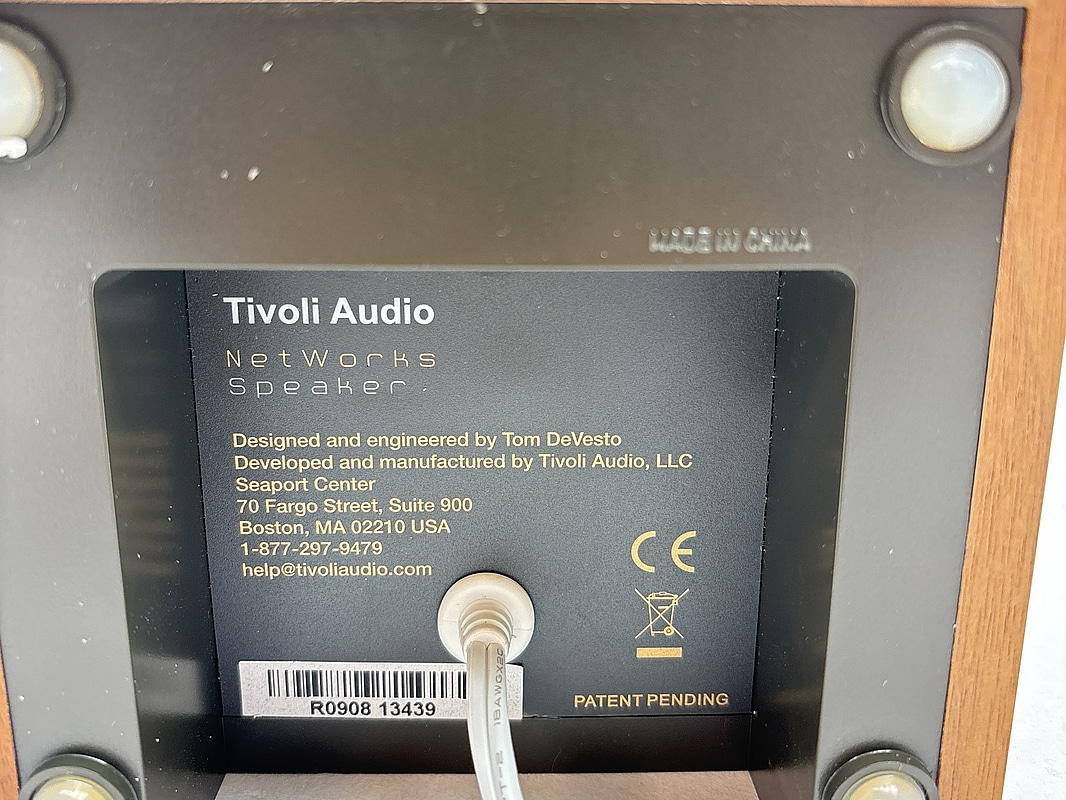 MADE IN CHINA
Tivoli Audio
NetWorks
Speaker
Designed and engineered by Tom DeVesto
Developed and manufactured by Tivoli Audio, LLC
Seaport Center
70 Fargo Street, Suite 900
Boston, MA 02210 USA
1-877-297-9479
help@tivoliaudio.com
CE
R0908 13439
PATENT PENDING
18AWGX2C